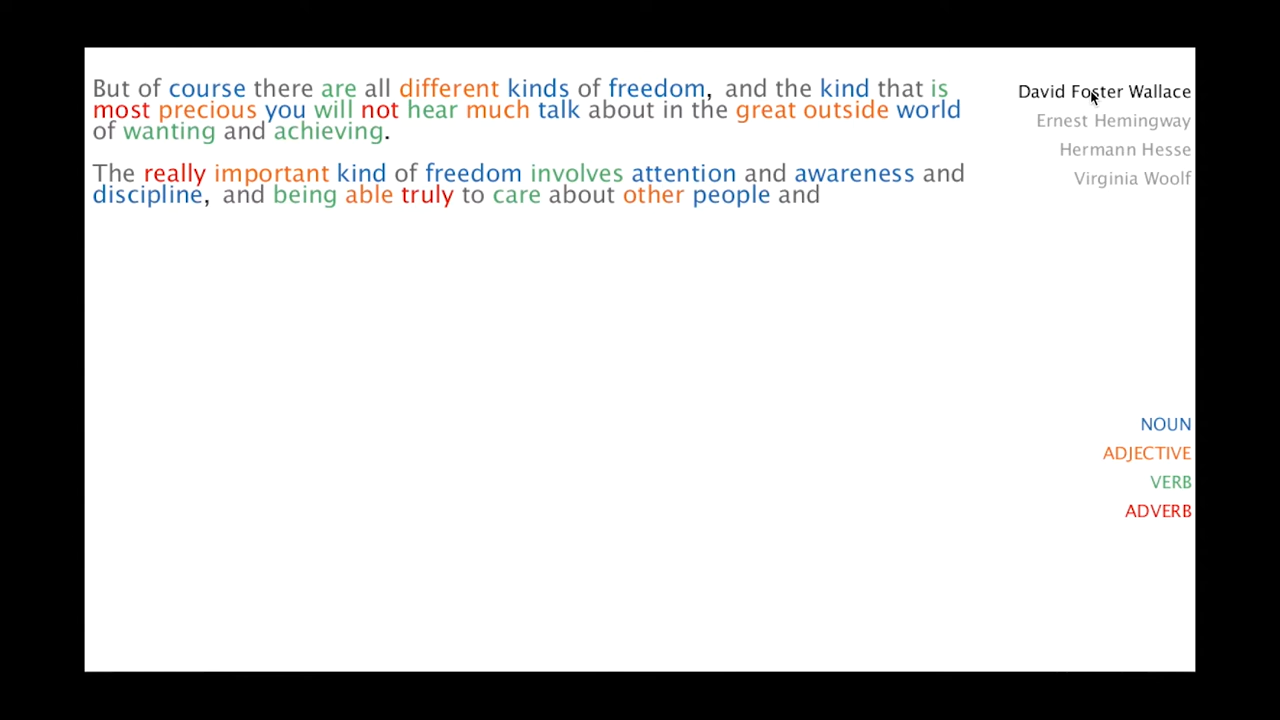 But of course there are all different kinds of freedom, and the kind that is
most precious you will not hear much talk about in the great outside world
of wanting and achieving.
The really important kind of freedom involves attention and awareness and
discipline, and being able truly to care about other people and
David Foster Wallace
Ernest Hemingway
Hermann Hesse
Virginia Woolf
NOUN
ADJECTIVE
VERB
ADVERB